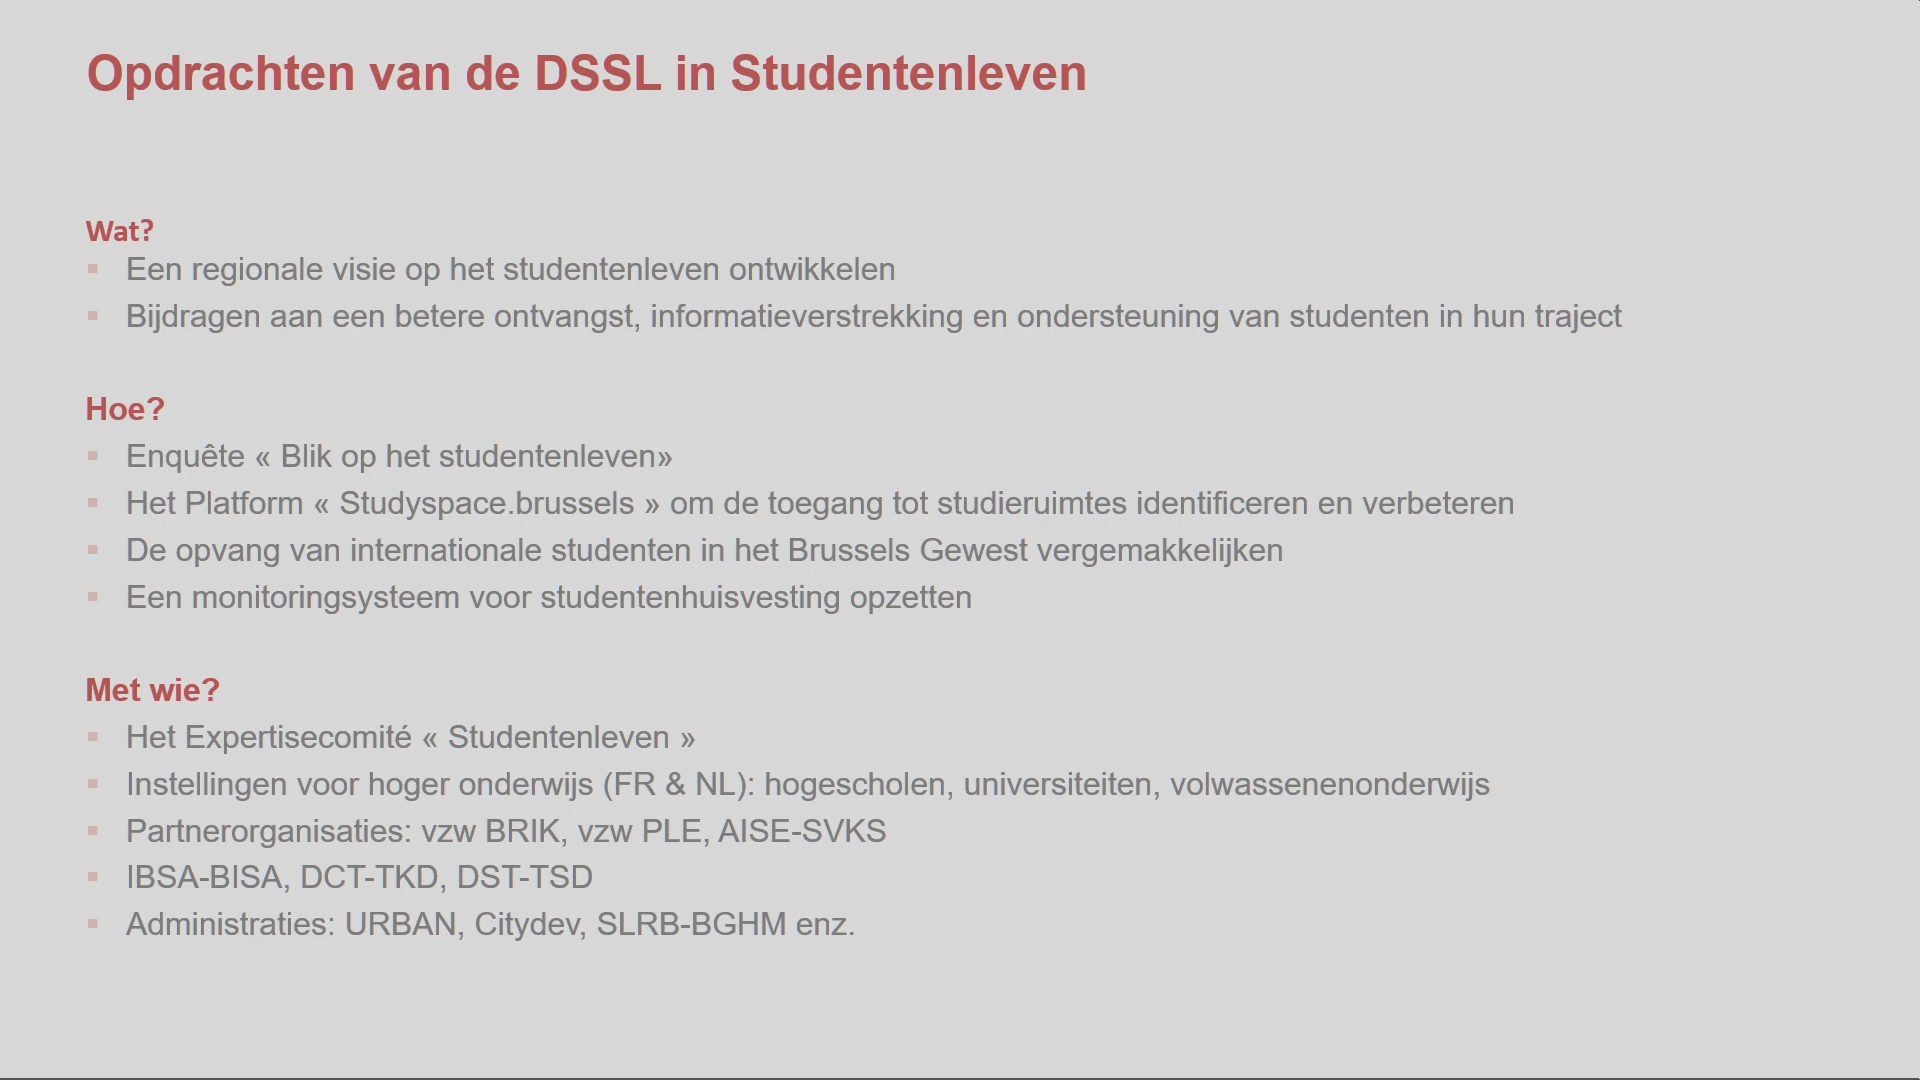 Opdrachten van de DSSL in Studentenleven
Wat?
▪ Een regionale visie op het studentenleven ontwikkelen
▪ Bijdragen aan een betere ontvangst, informatieverstrekking en ondersteuning van studenten in hun traject
Hoe?
▪ Enquête « Blik op het studentenleven»
▪ Het Platform « Studyspace.brussels » om de toegang tot studieruimtes identificeren en verbeteren
▪ De opvang van internationale studenten in het Brussels Gewest vergemakkelijken
▪ Een monitoringsysteem voor studentenhuisvesting opzetten
Met wie?
▪ Het Expertisecomité « Studentenleven »
▪ Instellingen voor hoger onderwijs (FR & NL): hogescholen, universiteiten, volwassenenonderwijs
▪ Partnerorganisaties: vzw BRIK, vzw PLE, AISE-SVKS
▪ IBSA-BISA, DCT-TKD, DST-TSD
▪ Administraties: URBAN, Citydev, SLRB-BGHM enz.